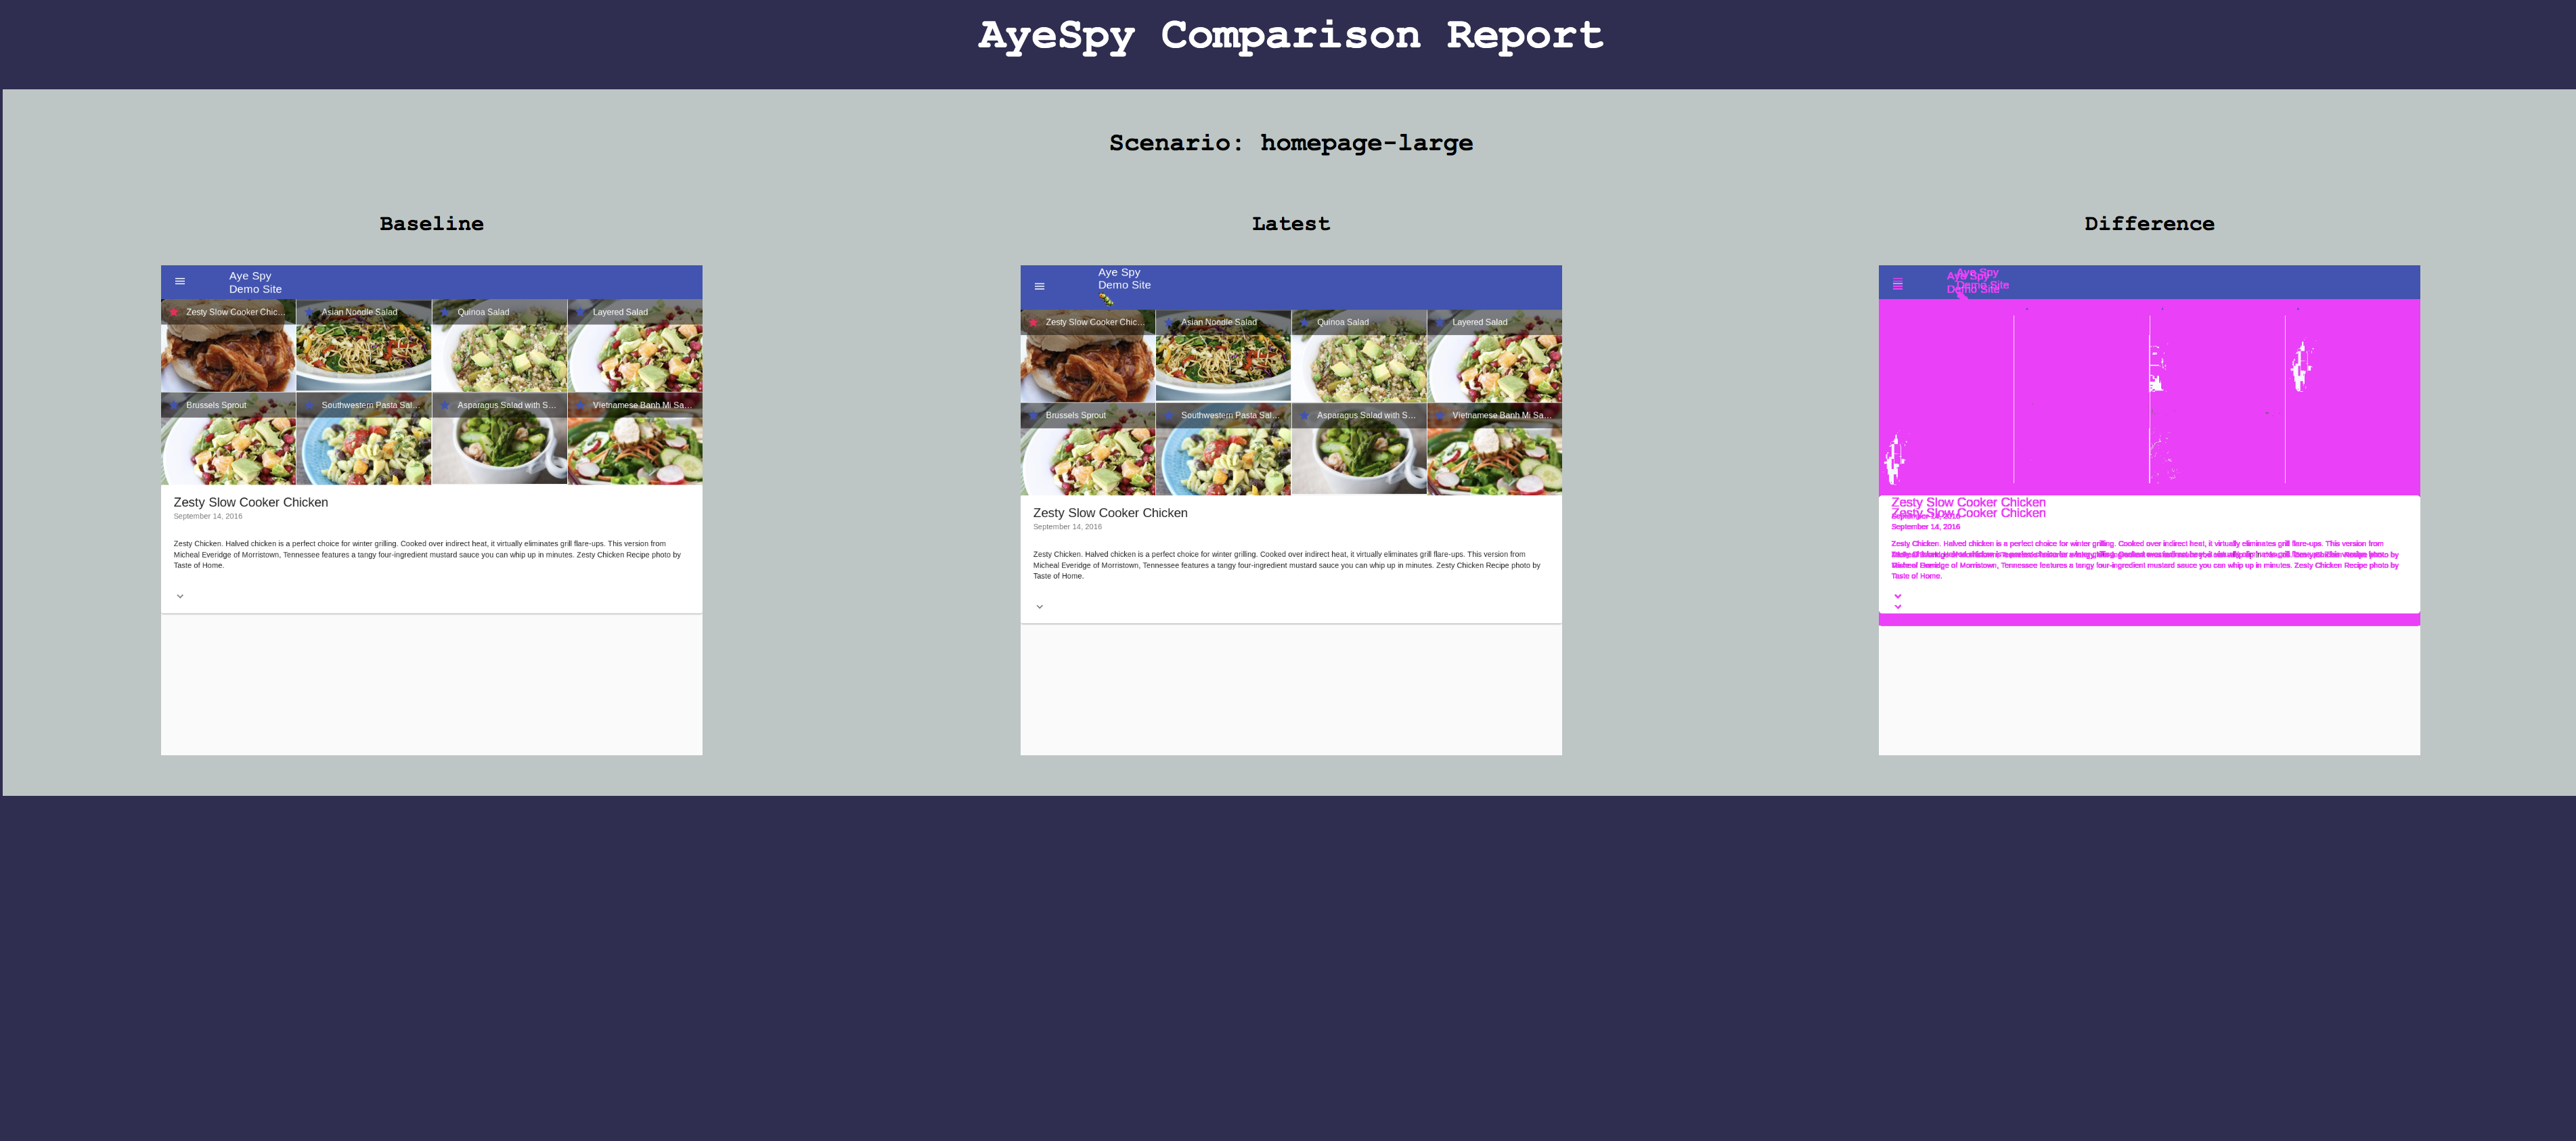 AyeSpy Comparison Report
Scenario: homepage-large
Baseline
Aye Spy
Demo Site
Zesty Slow Cooker Chic...
Asian Noodle Salad
Quinoa Salad
Layered Salad
Brussels Sprout
Southwestern Pasta Sal...
Asparagus Salad with S...
Vietnamese Banh Mi Sa...
Zesty Slow Cooker Chicken
September 14, 2016
Zesty Chicken. Halved chicken is a perfect choice for winter grilling. Cooked over indirect heat, it virtually eliminates grill flare-ups. This version from
Micheal Everidge of Morristown, Tennessee features a tangy four-ingredient mustard sauce you can whip up in minutes. Zesty Chicken Recipe photo by
Taste of Home.
Latest
Aye Spy
Demo Site
Zesty Slow Cooker Chic...
Asian Noodle Salad
Quinoa Salad
Layered Salad
Brussels Sprout
Southwestern Pasta Sal...
Asparagus Salad with S...
Vietnamese Banh Mi Sa...
Zesty Slow Cooker Chicken
September 14, 2016
Zesty Chicken. Halved chicken is a perfect choice for winter grilling. Cooked over indirect heat, it virtually eliminates grill flare-ups. This version from
Micheal Everidge of Morristown, Tennessee features a tangy four-ingredient mustard sauce you can whip up in minutes. Zesty Chicken Recipe photo by
Taste of Home.
Difference
Aye Spy
Aye Spy
Demo Site
Demo Site
Zesty Slow Cooker Chicken
Zesty Slow Cooker Chicken
September 14, 2016
Zesty Chicken. Halved chicken is a perfect choice for winter grilling. Cooked over indirect heat, it virtually eliminates grill flare-ups. This version from
of Morristown, Tennessee features a tangy four-ingredient mustard sauce you can whip up in minutes. Zesty Chicken Recipe photo by
Taste of Home.